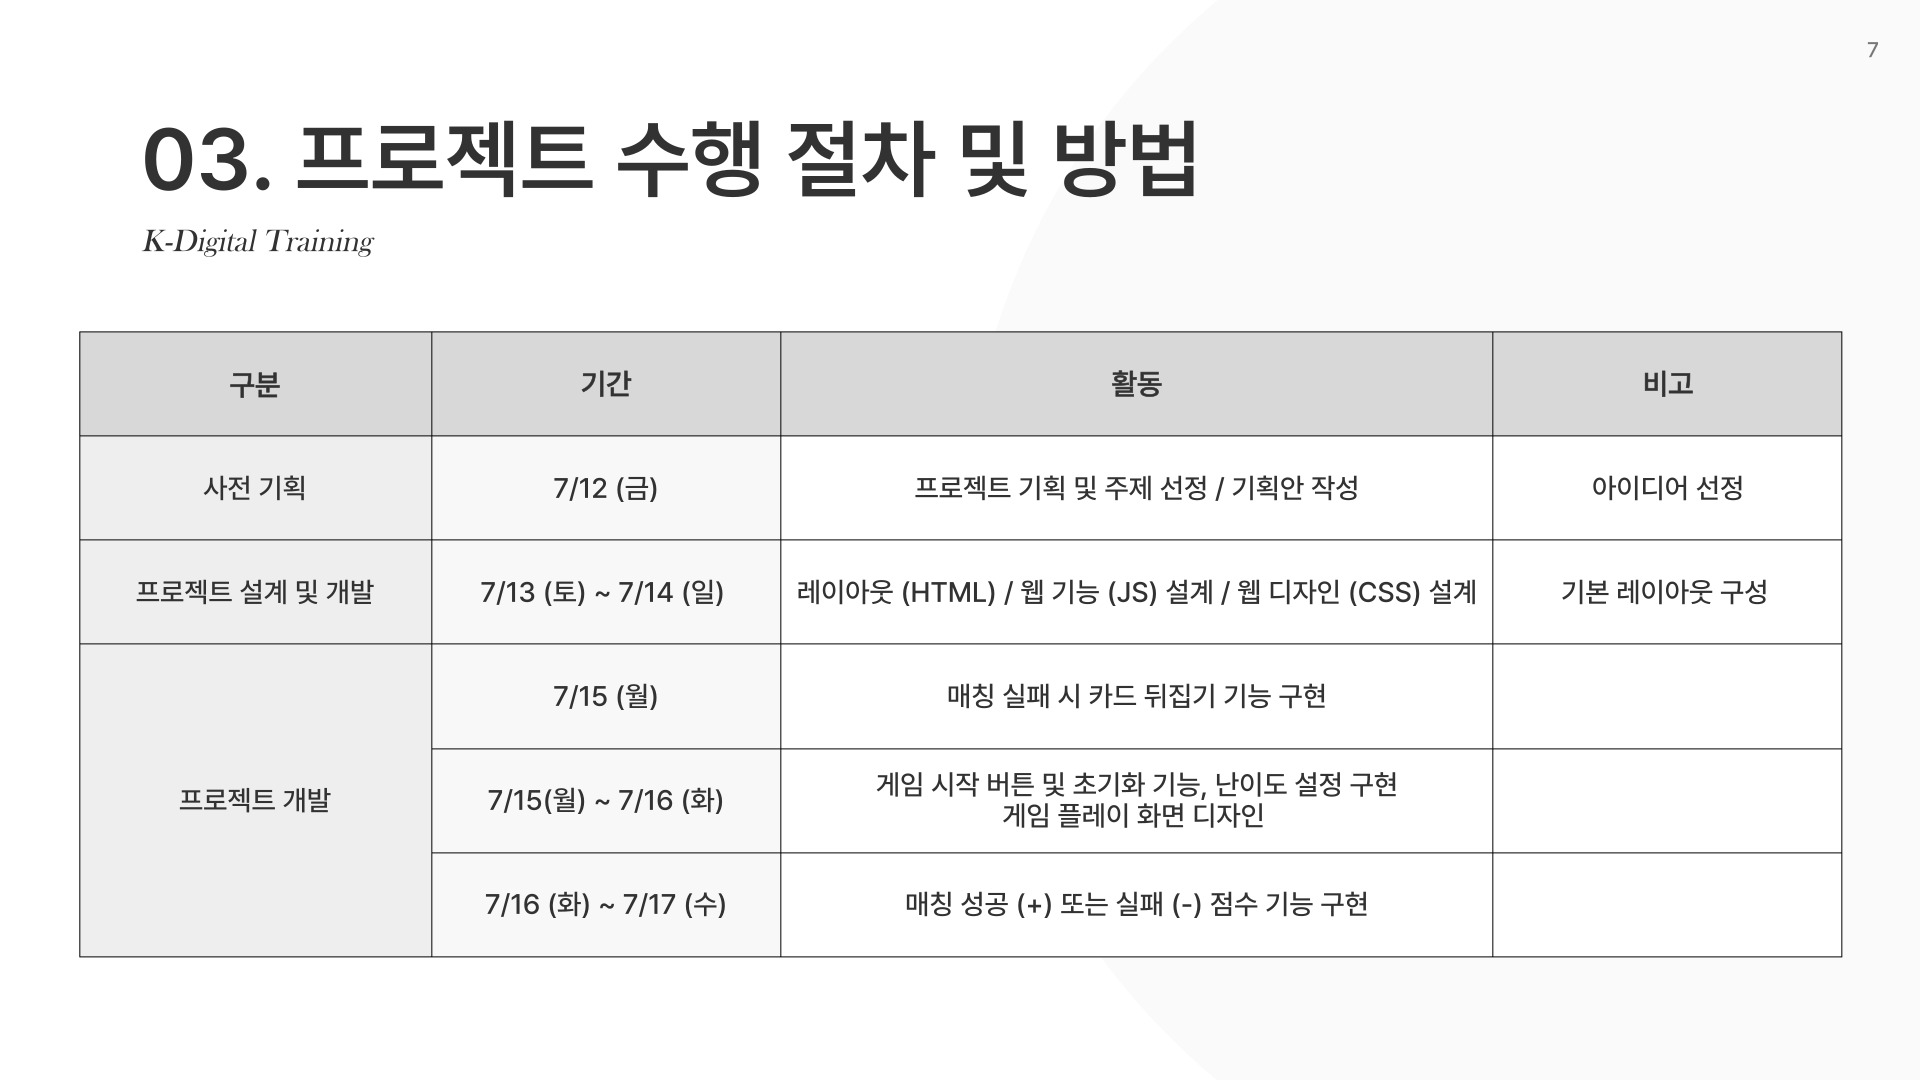 7
03. 프로젝트 수행 절차 및 방법
K-Digital Training
구분 기간 활동 비고
사전 기획 7/12 (금) 프로젝트 기획 및 주제 선정 / 기획안 작성 아이디어 선정
프로젝트 설계 및 개발 7/13 (토) ~ 7/14 (일) 레이아웃 (HTML) / 웹 기능 (JS) 설계 / 웹 디자인 (CSS) 설계 기본 레이아웃 구성
프로젝트 개발
7/15 (월) 매칭 실패 시 카드 뒤집기 기능 구현
7/15(월) ~ 7/16 (화) 게임 시작 버튼 및 초기화 기능, 난이도 설정 구현
게임 플레이 화면 디자인
7/16 (화) ~ 7/17 (수) 매칭 성공 (+) 또는 실패 (-) 점수 기능 구현